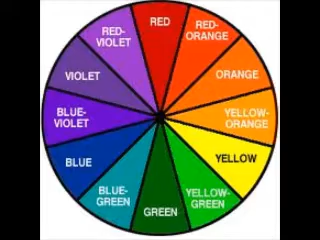 RED
RED-
ORANGE
ORANGE
YELLOW-
ORANGE
YELLOW
YELLOW-
GREEN
GREEN
BLUE-
GREEN
BLUE
BLUE-
VIOLET
VIOLET
RED-
VIOLET